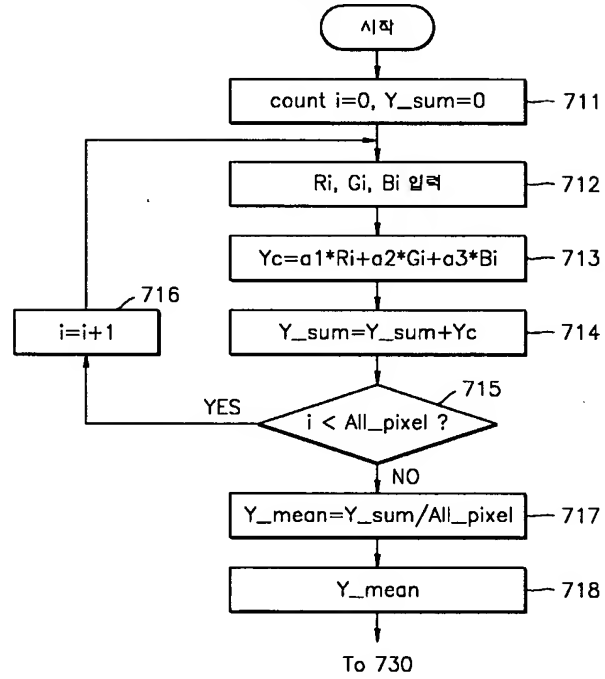 시작
count i=0, Y_sum=0
711
Ri, Gi, Bi 입력
712
Yc=a1*Ri+a2*Gi+a3*Bi
713
716
i=i+1
Y_sum=Y_sum+Yc
714
715
YES
i < All_pixel ?
NO
Y_mean=Y_sum/All_pixel
717
Y_mean
718
To 730